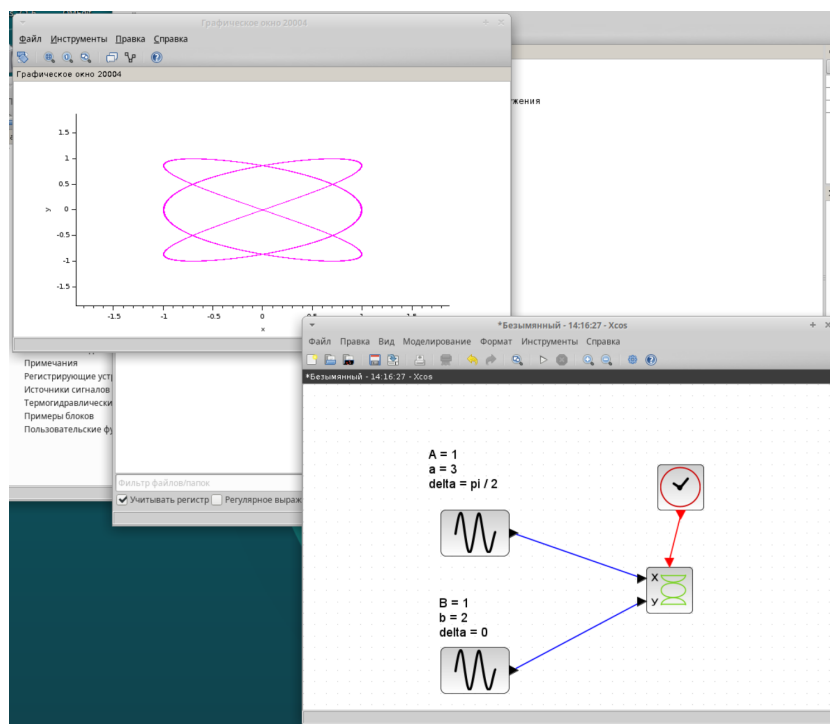 Графическое окно 20004
Файл Инструменты Правка Справка
Графическое окно 20004
жения
1.5
1
0.5
0
-0.5
-1
-1.5
y
-1.5
-1
-0.5
0
0.5
1
1.5
x
*Безымянный - 14:16:27 - Xcos
Файл Правка Вид Моделирование Формат Инструменты Справка
*Безымянный - 14:16:27 - Xcos
Примечания
Регистрирующие уст
Источники сигналов
Термогидравлически
Примеры блоков
Пользовательские фу
Фильтр файлов/папок
Учитывать регистр Регулярное выраж
A = 1
a = 3
delta = pi / 2
B = 1
b = 2
delta = 0
X
У